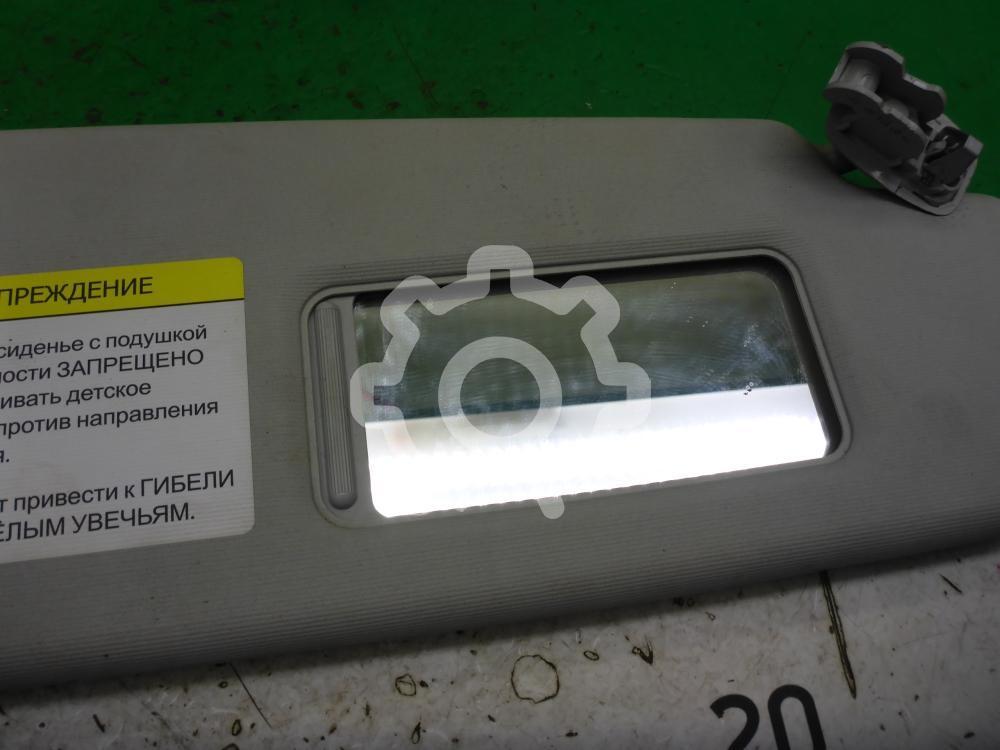 ПРЕЖДЕНИЕ
сиденье с подушкой
ности ЗАПРЕЩЕНО
ивать детское
против направления
я.
т привести к ГИБЕЛИ
ЁЛЫМ УВЕЧЬЯМ.
20